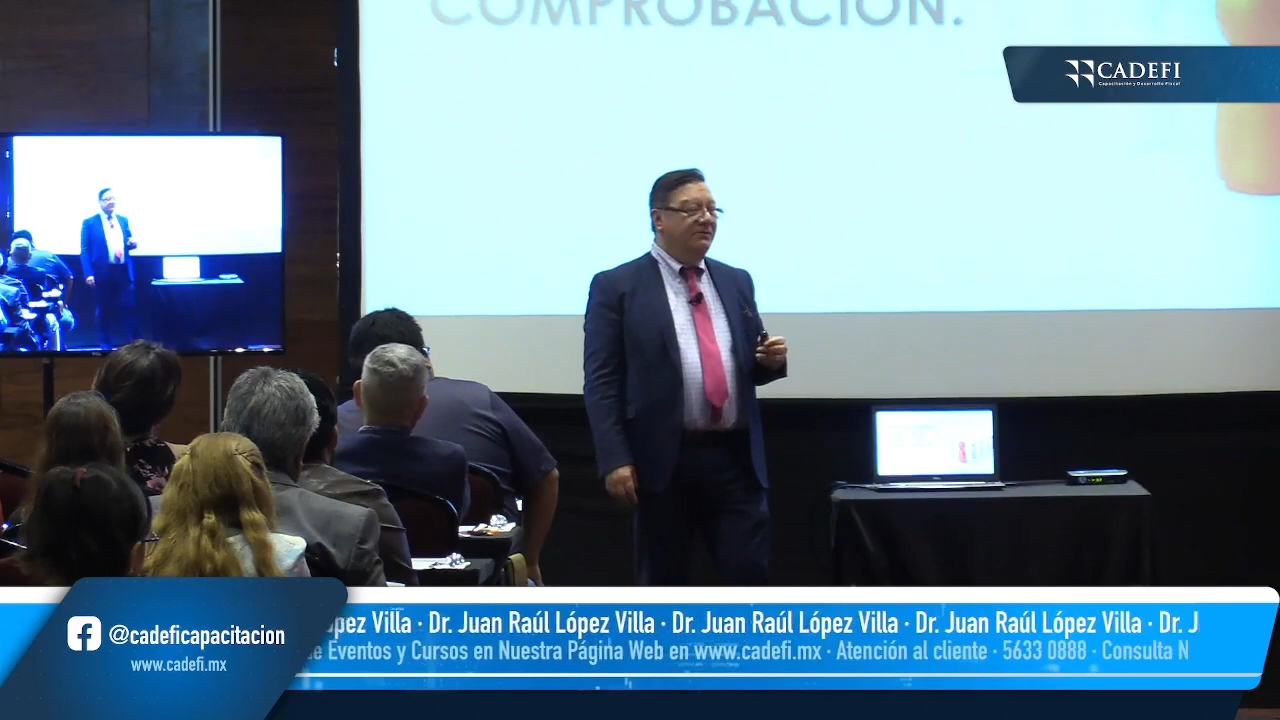 COMPROBACIÓN.
CADEFI
Capacitación y Desarrollo Fiscal
@cadeficapacitacion
www.cadefi.mx
ópez Villa · Dr. Juan Raúl López Villa · Dr. Juan Raúl López Villa · Dr. Juan Raúl López Villa · Dr. J
de Eventos y Cursos en Nuestra Página Web en www.cadefi.mx · Atención al cliente · 5633 0888 · Consulta N